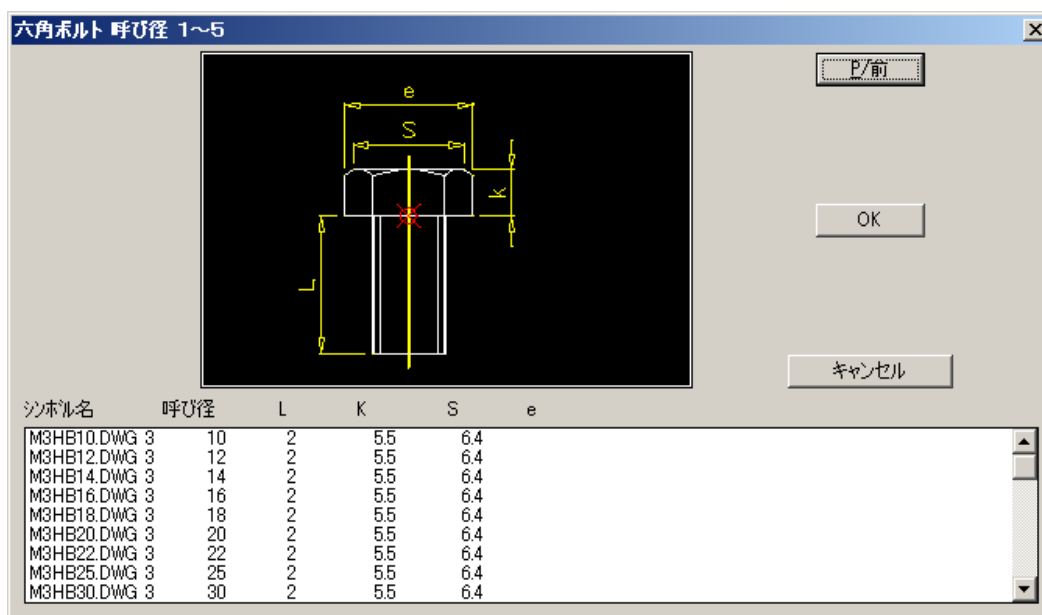 六角ボルト 呼び径 1～5
P/前
e
S
k
L
OK
キャンセル
ｼﾝﾎﾞﾙ名 呼び径 L K S e
M3HB10.DWG 3 10 2 5.5 6.4
M3HB12.DWG 3 12 2 5.5 6.4
M3HB14.DWG 3 14 2 5.5 6.4
M3HB16.DWG 3 16 2 5.5 6.4
M3HB18.DWG 3 18 2 5.5 6.4
M3HB20.DWG 3 20 2 5.5 6.4
M3HB22.DWG 3 22 2 5.5 6.4
M3HB25.DWG 3 25 2 5.5 6.4
M3HB30.DWG 3 30 2 5.5 6.4